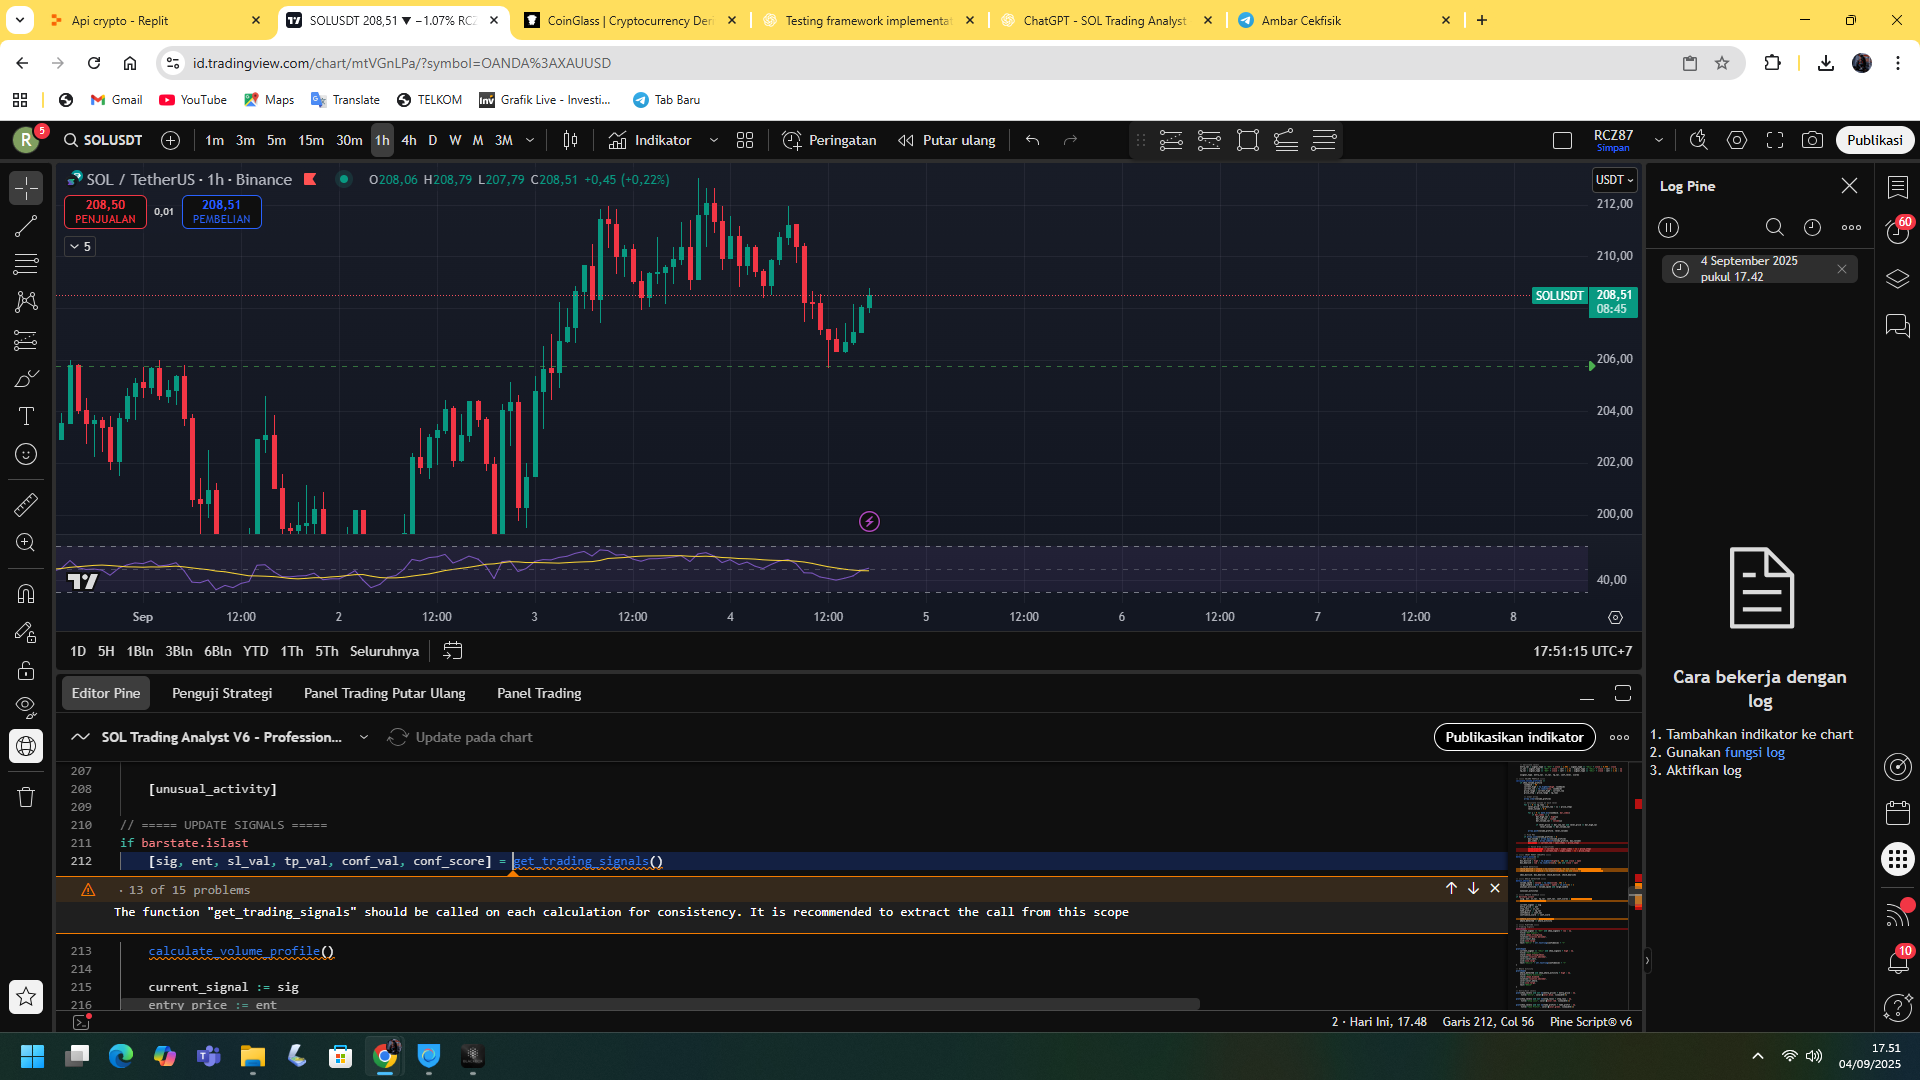 Api crypto - Replit
SOLUSDT 208,51 ▼ −1.07% RCZ
CoinGlass | Cryptocurrency Deri
Testing framework implementat
ChatGPT - SOL Trading Analyst
Ambar Cekfisik
id.tradingview.com/chart/mtVGnLPa/?symbol=OANDA%3AXAUUSD
Gmail
YouTube
Maps
Translate
TELKOM
Inv
Grafik Live - Investi...
Tab Baru
R
5
SOLUSDT
1m
3m
5m
15m
30m
1h
4h
D
W
M
3M
Indikator
Peringatan
Putar ulang
RCZ87
Simpan
Publikasi
SOL / TetherUS · 1h · Binance
O208,06 H208,79 L207,79 C208,51 +0,45 (+0,22%)
208,50
PENJUALAN
0,01
208,51
PEMBELIAN
5
USDT
212,00
210,00
SOLUSDT
208,51
08:45
206,00
204,00
202,00
200,00
40,00
Sep
12:00
2
12:00
3
12:00
4
12:00
5
12:00
6
12:00
7
12:00
8
1D
5H
1Bln
3Bln
6Bln
YTD
1Th
5Th
Seluruhnya
17:51:15 UTC+7
Log Pine
4 September 2025
pukul 17.42
Cara bekerja dengan
log
1. Tambahkan indikator ke chart
2. Gunakan fungsi log
3. Aktifkan log
60
10
Editor Pine
Penguji Strategi
Panel Trading Putar Ulang
Panel Trading
SOL Trading Analyst V6 - Profession...
Update pada chart
Publikasikan indikator
207
208 [unusual_activity]
209
210 // ===== UPDATE SIGNALS =====
211 if barstate.islast
212 [sig, ent, sl_val, tp_val, conf_val, conf_score] = get_trading_signals()
· 13 of 15 problems
The function "get_trading_signals" should be called on each calculation for consistency. It is recommended to extract the call from this scope
213 calculate_volume_profile()
214
215 current_signal := sig
216 entry_price := ent
2 · Hari Ini, 17.48
Garis 212, Col 56
Pine Script® v6
17.51
04/09/2025